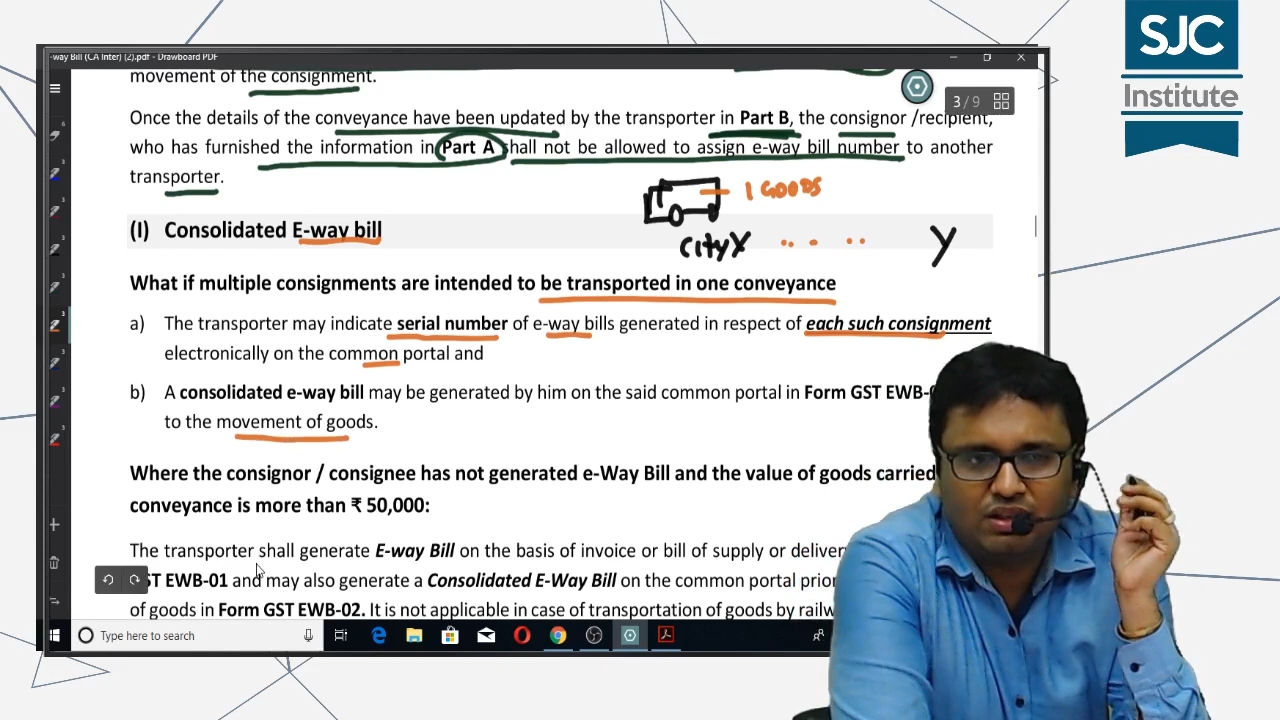 SJC
Institute
-way Bill (CA Inter) (2).pdf - Drawboard PDF
3/9
movement of the consignment.
Once the details of the conveyance have been updated by the transporter in Part B, the consignor /recipient,
who has furnished the information in Part A shall not be allowed to assign e-way bill number to another
transporter.
1 GOODS
(I) Consolidated E-way bill
City X Y
What if multiple consignments are intended to be transported in one conveyance
a) The transporter may indicate serial number of e-way bills generated in respect of each such consignment
electronically on the common portal and
b) A consolidated e-way bill may be generated by him on the said common portal in Form GST EWB-
to the movement of goods.
Where the consignor / consignee has not generated e-Way Bill and the value of goods carried
conveyance is more than ₹ 50,000:
The transporter shall generate E-way Bill on the basis of invoice or bill of supply or deliver
ST EWB-01 and may also generate a Consolidated E-Way Bill on the common portal prior
of goods in Form GST EWB-02. It is not applicable in case of transportation of goods by railw
Type here to search